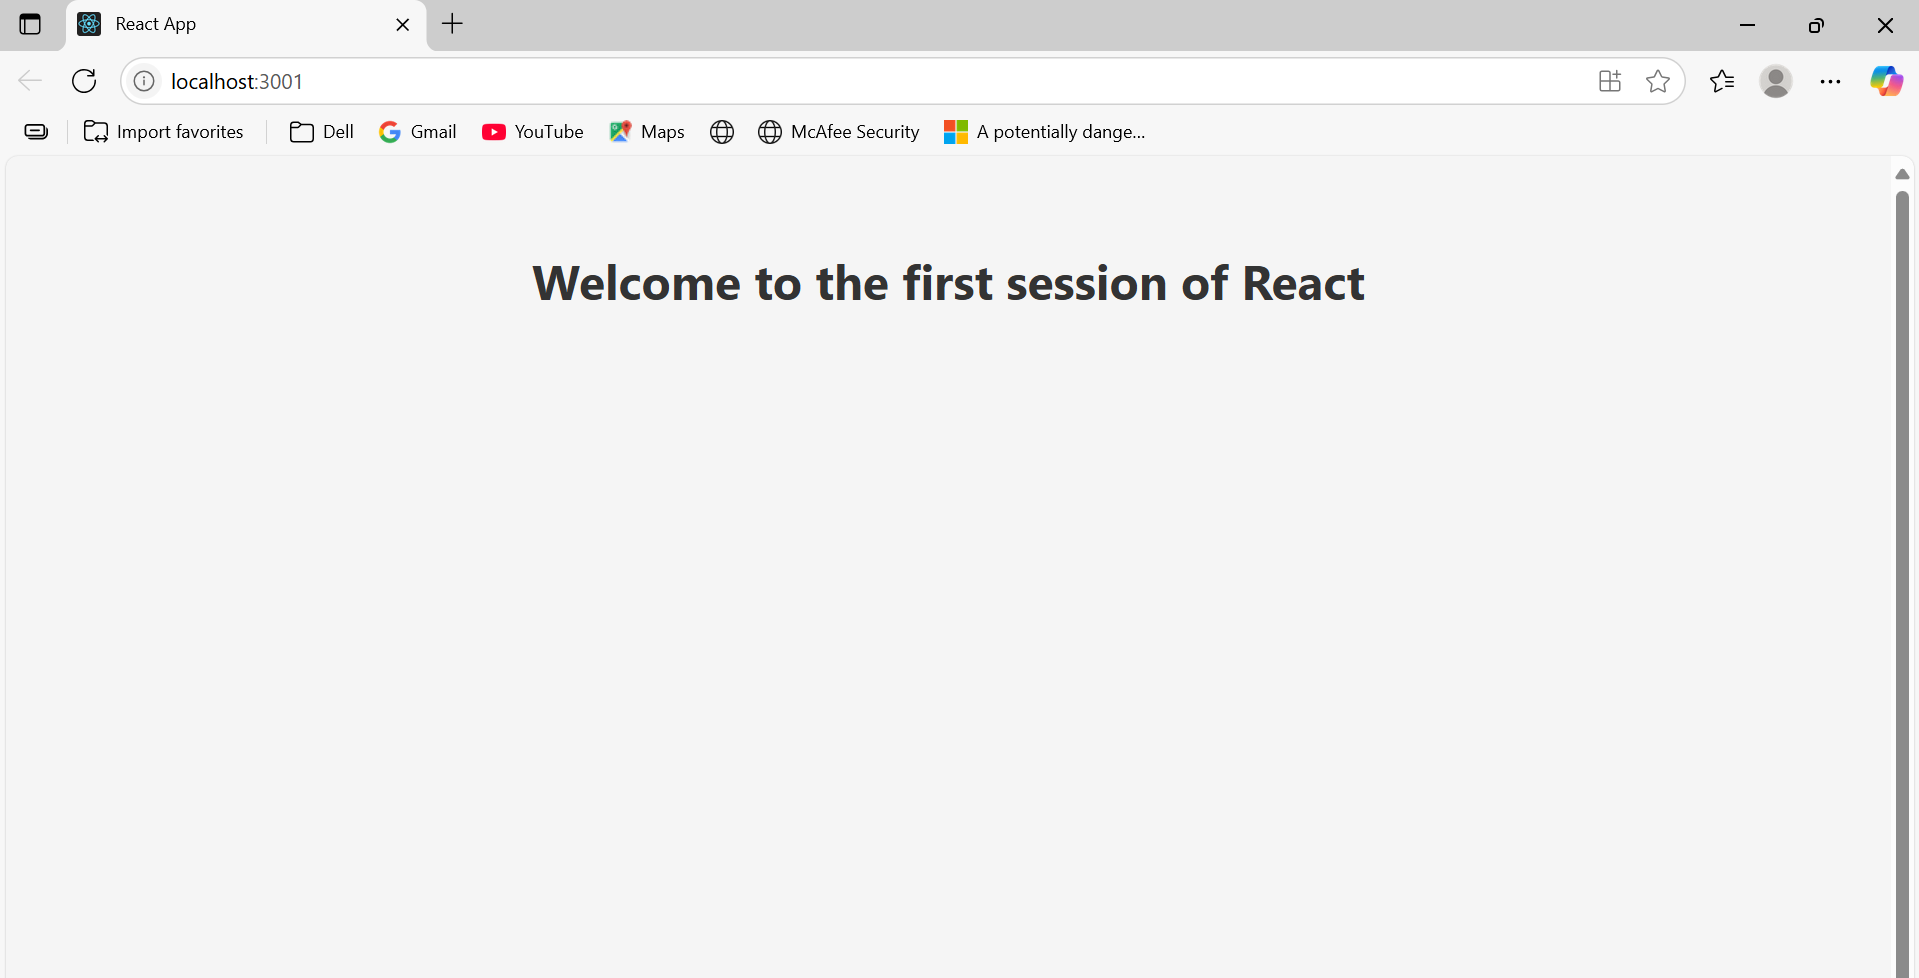 React App
localhost:3001
Import favorites Dell Gmail YouTube Maps McAfee Security A potentially dange...
Welcome to the first session of React